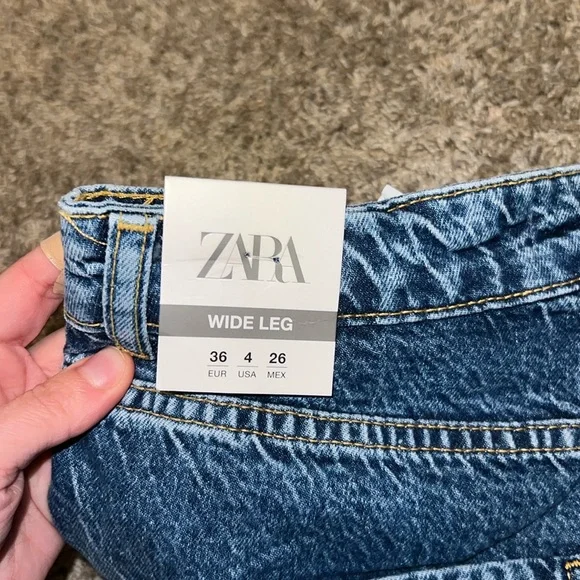 ZARA
WIDE LEG
36 4 26
EUR USA MEX